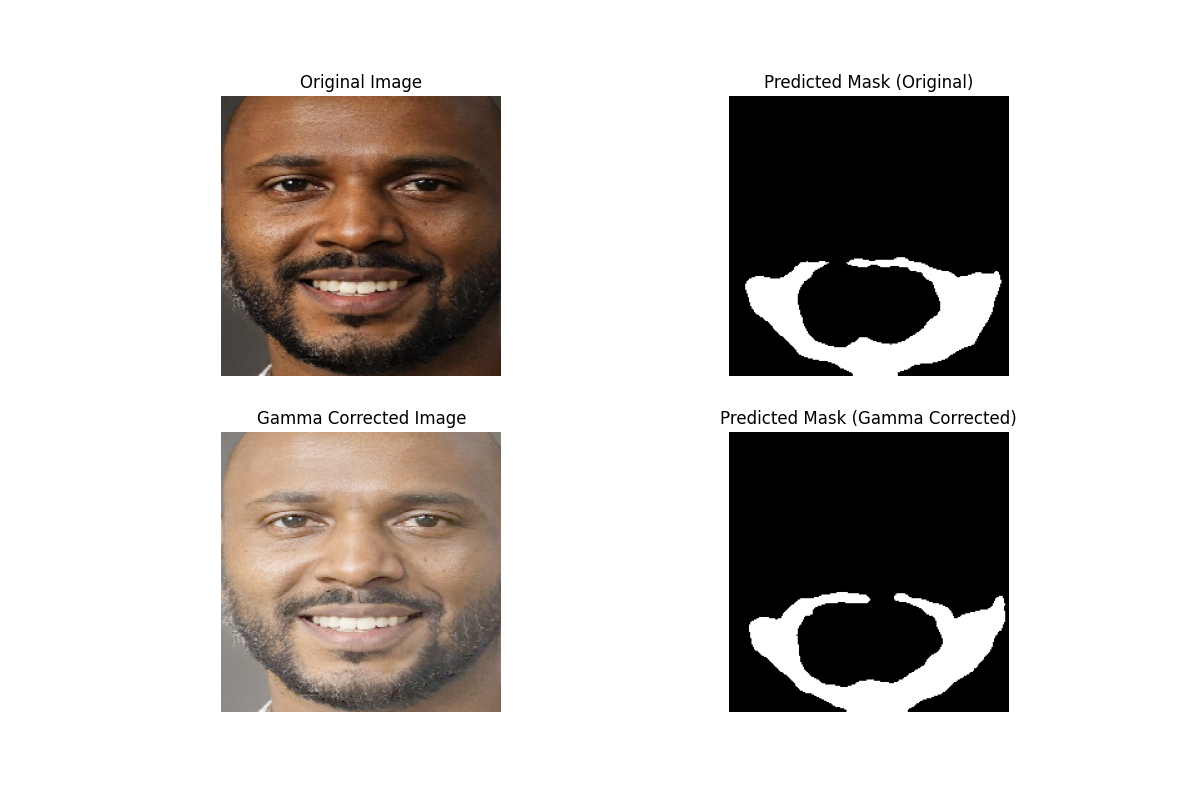 Original Image
Predicted Mask (Original)
Gamma Corrected Image
Predicted Mask (Gamma Corrected)